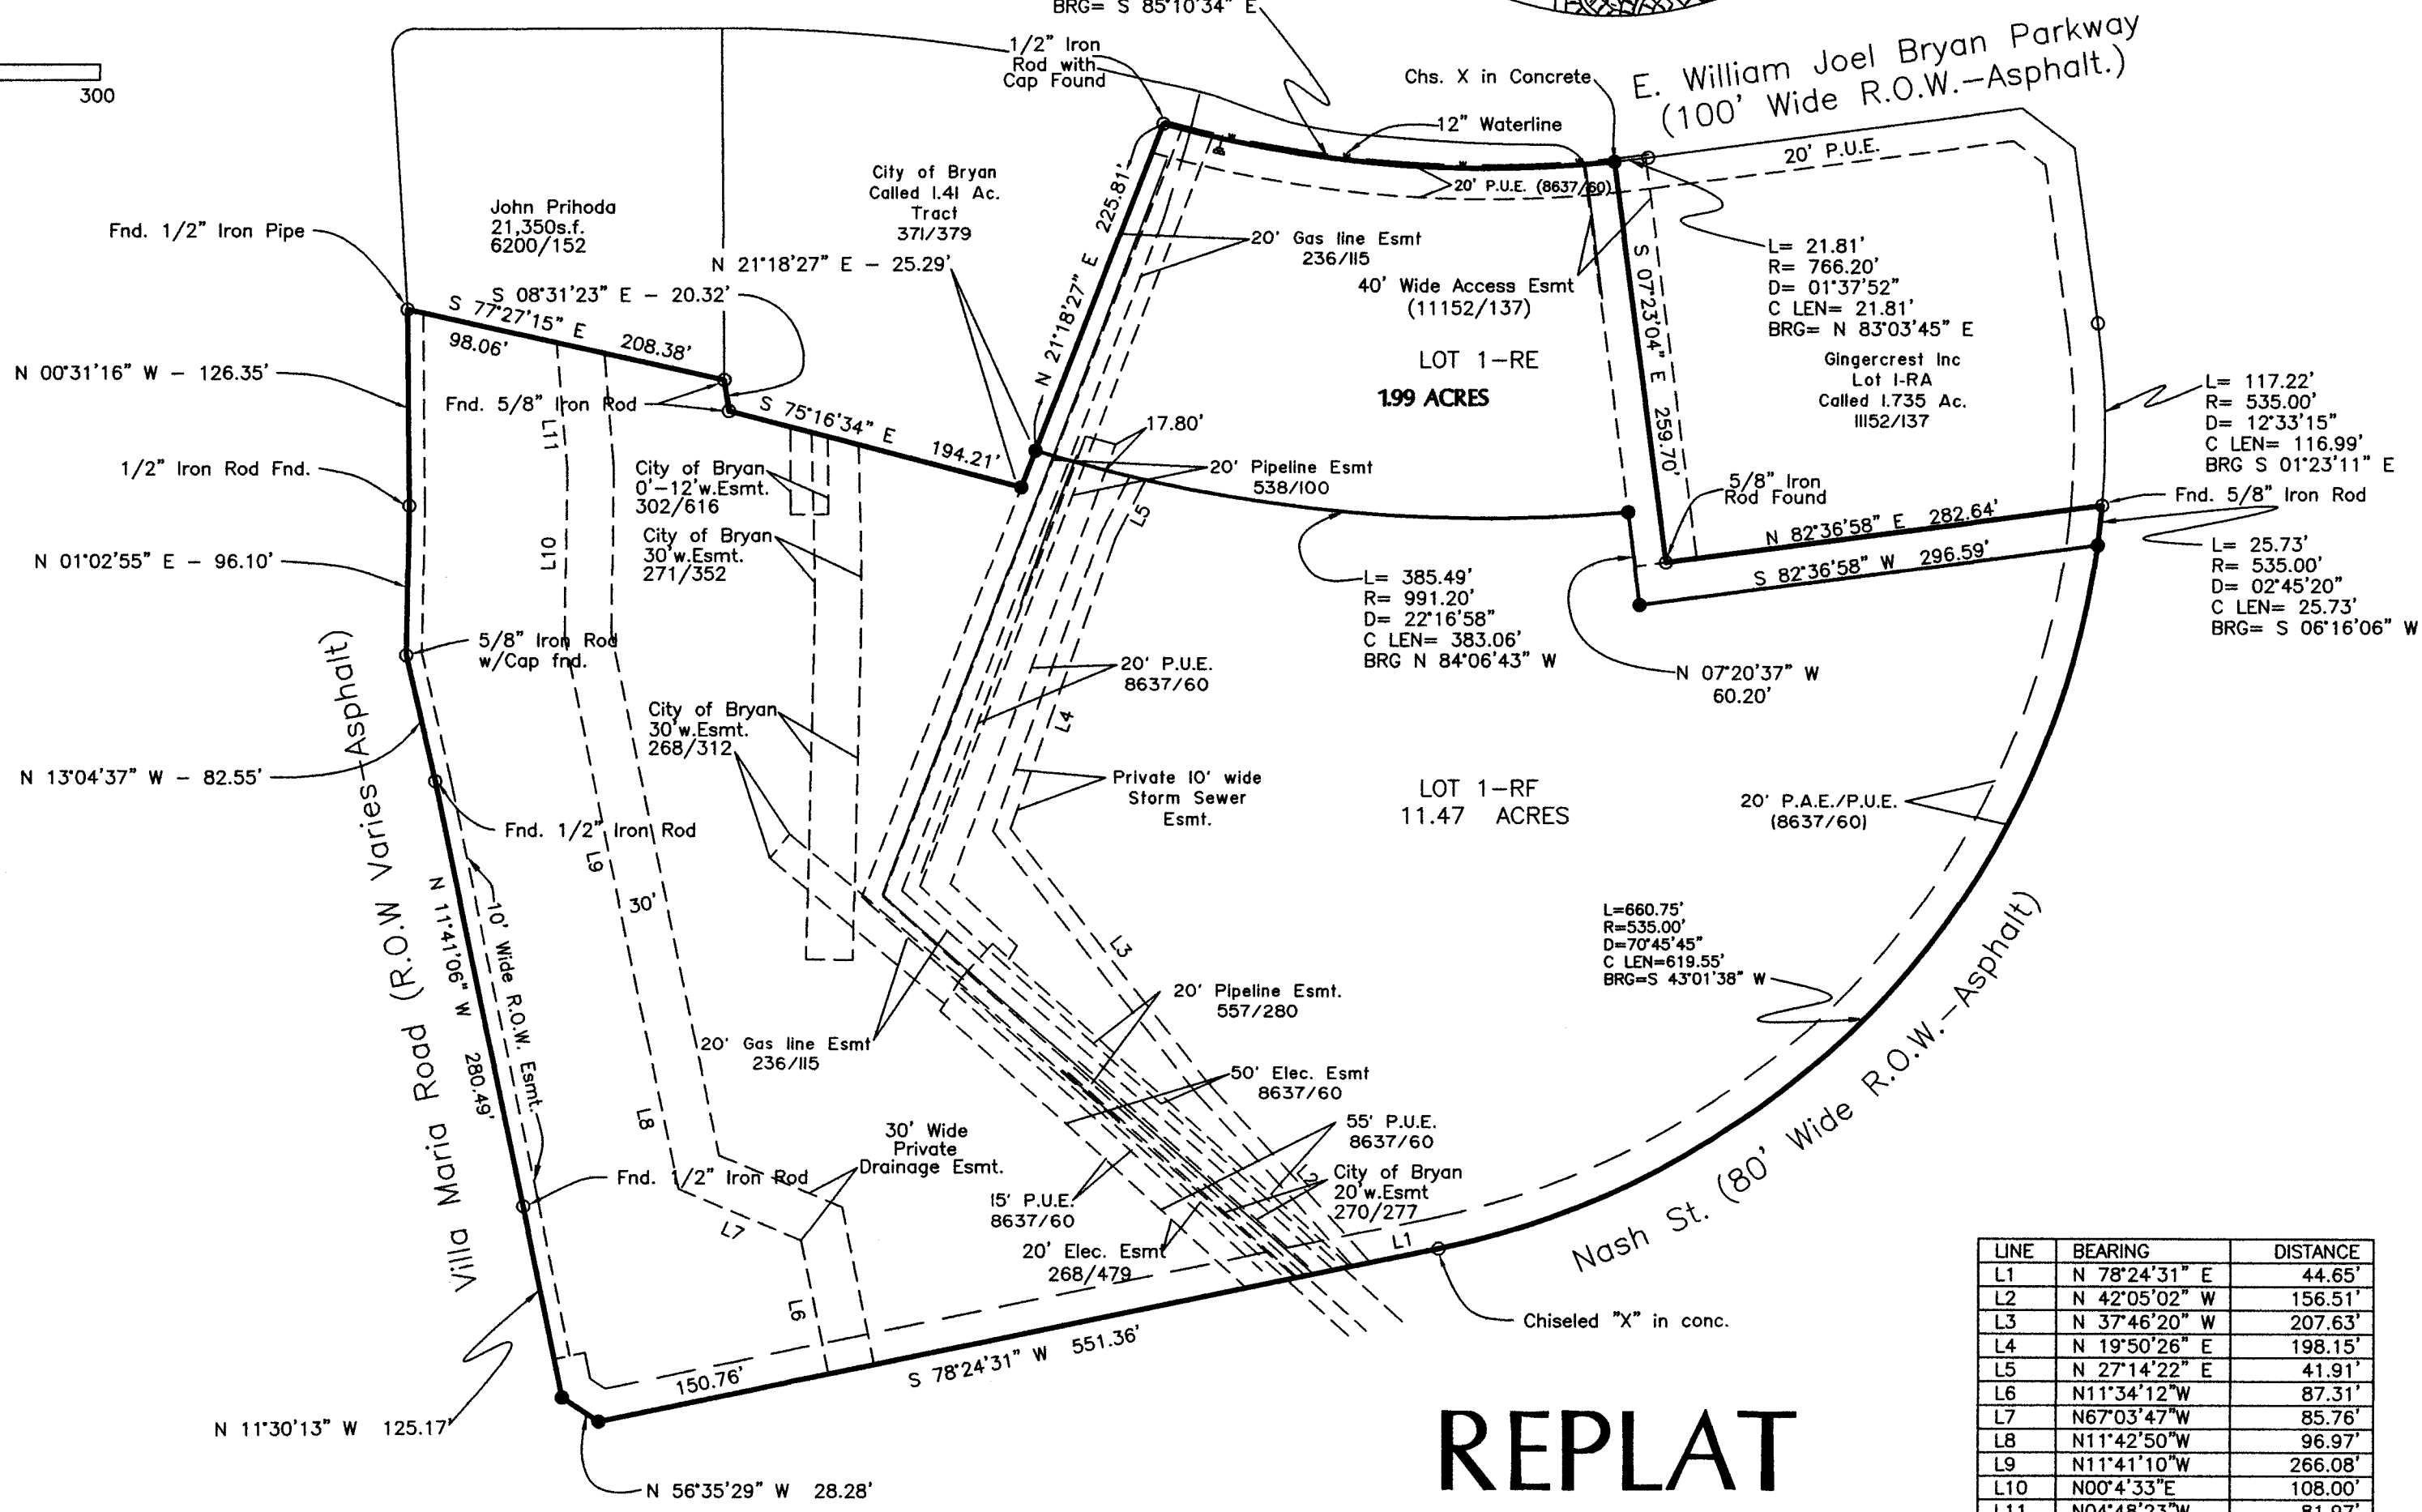 BRG= S 85°10'34" E
300
1/2" Iron
Rod with
Cap Found
Chs. X in Concrete
E. William Joel Bryan Parkway
(100' Wide R.O.W.-Asphalt.)
12" Waterline
20' P.U.E.
20' P.U.E. (8637/60)
City of Bryan
Called 1.41 Ac.
Tract
371/379
John Prihoda
21,350s.f.
6200/152
Fnd. 1/2" Iron Pipe
N 21°18'27" E - 25.29'
225.81'
N 21°18'27" E
20' Gas line Esmt
236/115
40' Wide Access Esmt
(11152/137)
S 07°23'04" E 259.70'
L= 21.81'
R= 766.20'
D= 01°37'52"
C LEN= 21.81'
BRG= N 83°03'45" E
S 08°31'23" E - 20.32'
S 77°27'15" E
98.06'
208.38'
LOT 1-RE
1.99 ACRES
Gingercrest Inc
Lot 1-RA
Called 1.735 Ac.
11152/137
N 00°31'16" W - 126.35'
Fnd. 5/8" Iron Rod
S 75°16'34" E
194.21'
L= 117.22'
R= 535.00'
D= 12°33'15"
C LEN= 116.99'
BRG S 01°23'11" E
17.80'
L11
1/2" Iron Rod Fnd.
City of Bryan
0'-12'w.Esmt.
302/616
20' Pipeline Esmt
538/100
5/8" Iron
Rod Found
Fnd. 5/8" Iron Rod
N 82°36'58" E 282.64'
L5
City of Bryan
30'w.Esmt.
271/352
L10
N 01°02'55" E - 96.10'
S 82°36'58" W 296.59'
L= 25.73'
R= 535.00'
D= 02°45'20"
C LEN= 25.73'
BRG= S 06°16'06" W
L= 385.49'
R= 991.20'
D= 22°16'58"
C LEN= 383.06'
BRG N 84°06'43" W
5/8" Iron Rod
w/Cap fnd.
20' P.U.E.
8637/60
N 07°20'37" W
60.20'
City of Bryan
30'w.Esmt.
268/312
L4
N 13°04'37" W - 82.55'
Private 10' wide
Storm Sewer
Esmt.
LOT 1-RF
11.47 ACRES
20' P.A.E./P.U.E.
(8637/60)
Fnd. 1/2" Iron Rod
L9
30'
Villa Maria Road (R.O.W Varies-Asphalt)
N 11°41'06" W 280.49'
10' Wide R.O.W. Esmt.
L3
L=660.75'
R=535.00'
D=70°45'45"
C LEN=619.55'
BRG=S 43°01'38" W
20' Pipeline Esmt.
557/280
20' Gas line Esmt
236/115
50' Elec. Esmt
8637/60
L8
55' P.U.E.
8637/60
30' Wide
Private
Drainage Esmt.
Fnd. 1/2" Iron Rod
L2
City of Bryan
20'w.Esmt
270/277
15' P.U.E.
8637/60
L7
20' Elec. Esmt
268/479
L1
Nash St. (80' Wide R.O.W.-Asphalt)
L6
Chiseled "X" in conc.
S 78°24'31" W 551.36'
150.76'
N 11°30'13" W 125.17'
N 56°35'29" W 28.28'
REPLAT
LINE BEARING DISTANCE
L1 N 78°24'31" E 44.65'
L2 N 42°05'02" W 156.51'
L3 N 37°46'20" W 207.63'
L4 N 19°50'26" E 198.15'
L5 N 27°14'22" E 41.91'
L6 N11°34'12"W 87.31'
L7 N67°03'47"W 85.76'
L8 N11°42'50"W 96.97'
L9 N11°41'10"W 266.08'
L10 N00°4'33"E 108.00'
L11 N04°48'23"W 81.97'